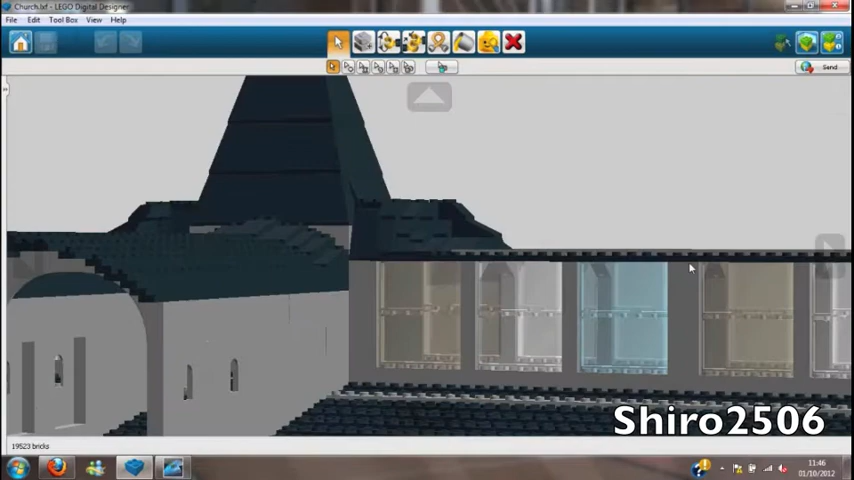 Church.lxf - LEGO Digital Designer
File Edit Tool Box View Help
Send
Shiro2506
19523 bricks
11:46
01/10/2012